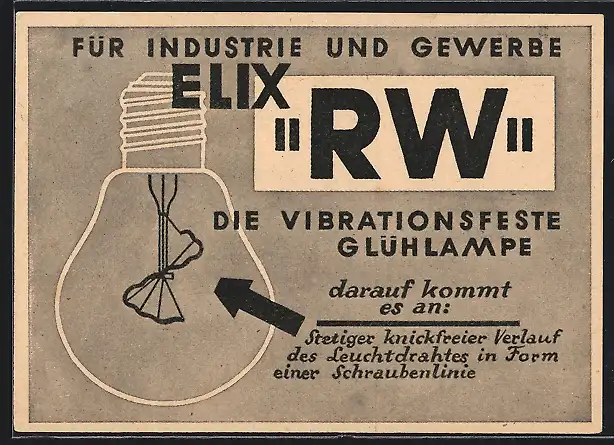 FÜR INDUSTRIE UND GEWERBE
ELIX
"RW"
DIE VIBRATIONSFESTE
GLÜHLAMPE
darauf kommt
es an:
Stetiger knickfreier Verlauf
des Leuchtdrahtes in Form
einer Schraubenlinie